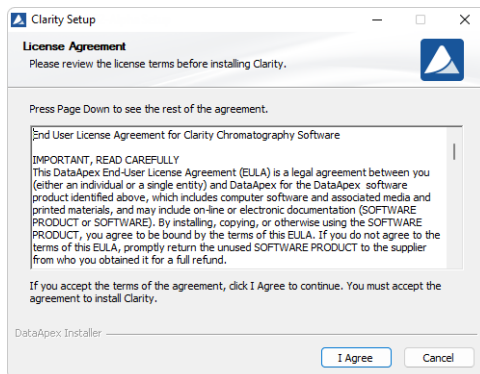 Clarity Setup
License Agreement
Please review the license terms before installing Clarity.
Press Page Down to see the rest of the agreement.
End User License Agreement for Clarity Chromatography Software
IMPORTANT, READ CAREFULLY
This DataApex End-User License Agreement (EULA) is a legal agreement between you
(either an individual or a single entity) and DataApex for the DataApex software
product identified above, which includes computer software and associated media and
printed materials, and may include on-line or electronic documentation (SOFTWARE
PRODUCT or SOFTWARE). By installing, copying, or otherwise using the SOFTWARE
PRODUCT, you agree to be bound by the terms of this EULA. If you do not agree to the
terms of this EULA, promptly return the unused SOFTWARE PRODUCT to the supplier
from who you obtained it for a full refund.
If you accept the terms of the agreement, click I Agree to continue. You must accept the
agreement to install Clarity.
DataApex Installer
I Agree Cancel